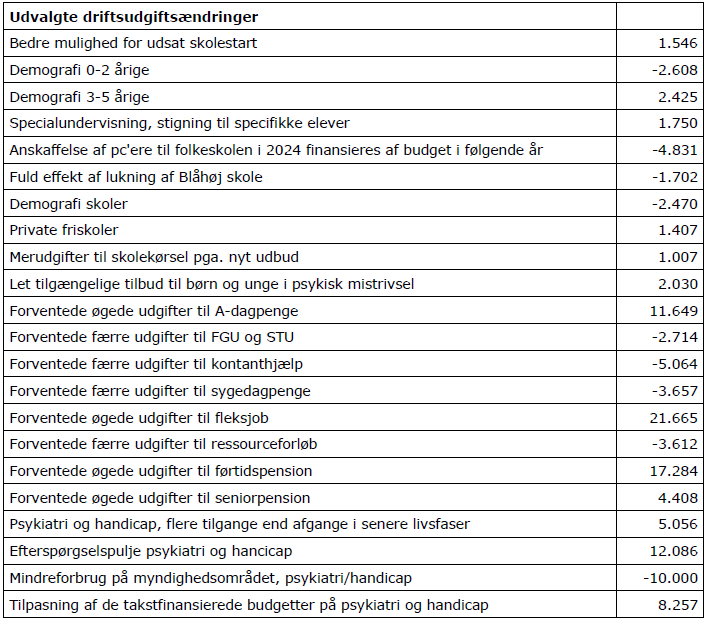 Udvalgte driftsudgiftsændringer
Bedre mulighed for udsat skolestart 1.546
Demografi 0-2 årige -2.608
Demografi 3-5 årige 2.425
Specialundervisning, stigning til specifikke elever 1.750
Anskaffelse af pc'ere til folkeskolen i 2024 finansieres af budget i følgende år -4.831
Fuld effekt af lukning af Blåhøj skole -1.702
Demografi skoler -2.470
Private friskoler 1.407
Merudgifter til skolekørsel pga. nyt udbud 1.007
Let tilgængelige tilbud til børn og unge i psykisk mistrivsel 2.030
Forventede øgede udgifter til A-dagpenge 11.649
Forventede færre udgifter til FGU og STU -2.714
Forventede færre udgifter til kontanthjælp -5.064
Forventede færre udgifter til sygedagpenge -3.657
Forventede øgede udgifter til fleksjob 21.665
Forventede færre udgifter til ressourceforløb -3.612
Forventede øgede udgifter til førtidspension 17.284
Forventede øgede udgifter til seniorpension 4.408
Psykiatri og handicap, flere tilgange end afgange i senere livsfaser 5.056
Efterspørgselspulje psykiatri og hancicap 12.086
Mindreforbrug på myndighedsområdet, psykiatri/handicap -10.000
Tilpasning af de takstfinansierede budgetter på psykiatri og handicap 8.257